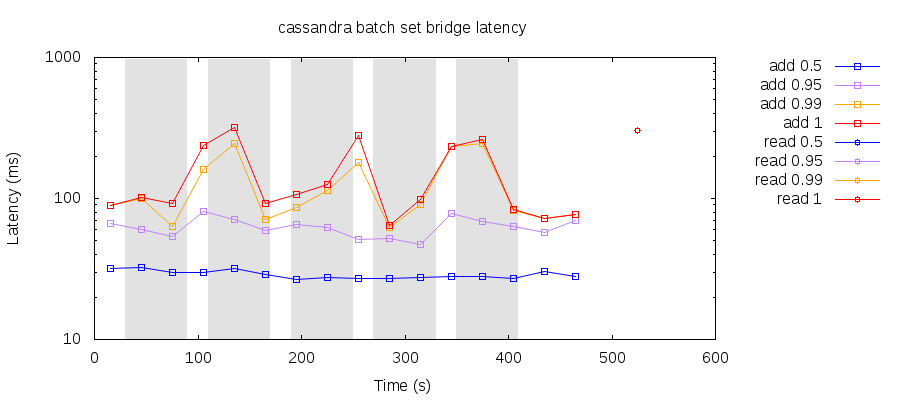 cassandra batch set bridge latency
1000
100
10
Latency (ms)
0 100 200 300 400 500 600
Time (s)
add 0.5
add 0.95
add 0.99
add 1
read 0.5
read 0.95
read 0.99
read 1